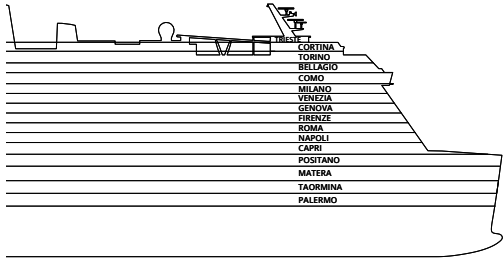 TRIESTE
CORTINA
TORINO
BELLAGIO
COMO
MILANO
VENEZIA
GENOVA
FIRENZE
ROMA
NAPOLI
CAPRI
POSITANO
MATERA
TAORMINA
PALERMO